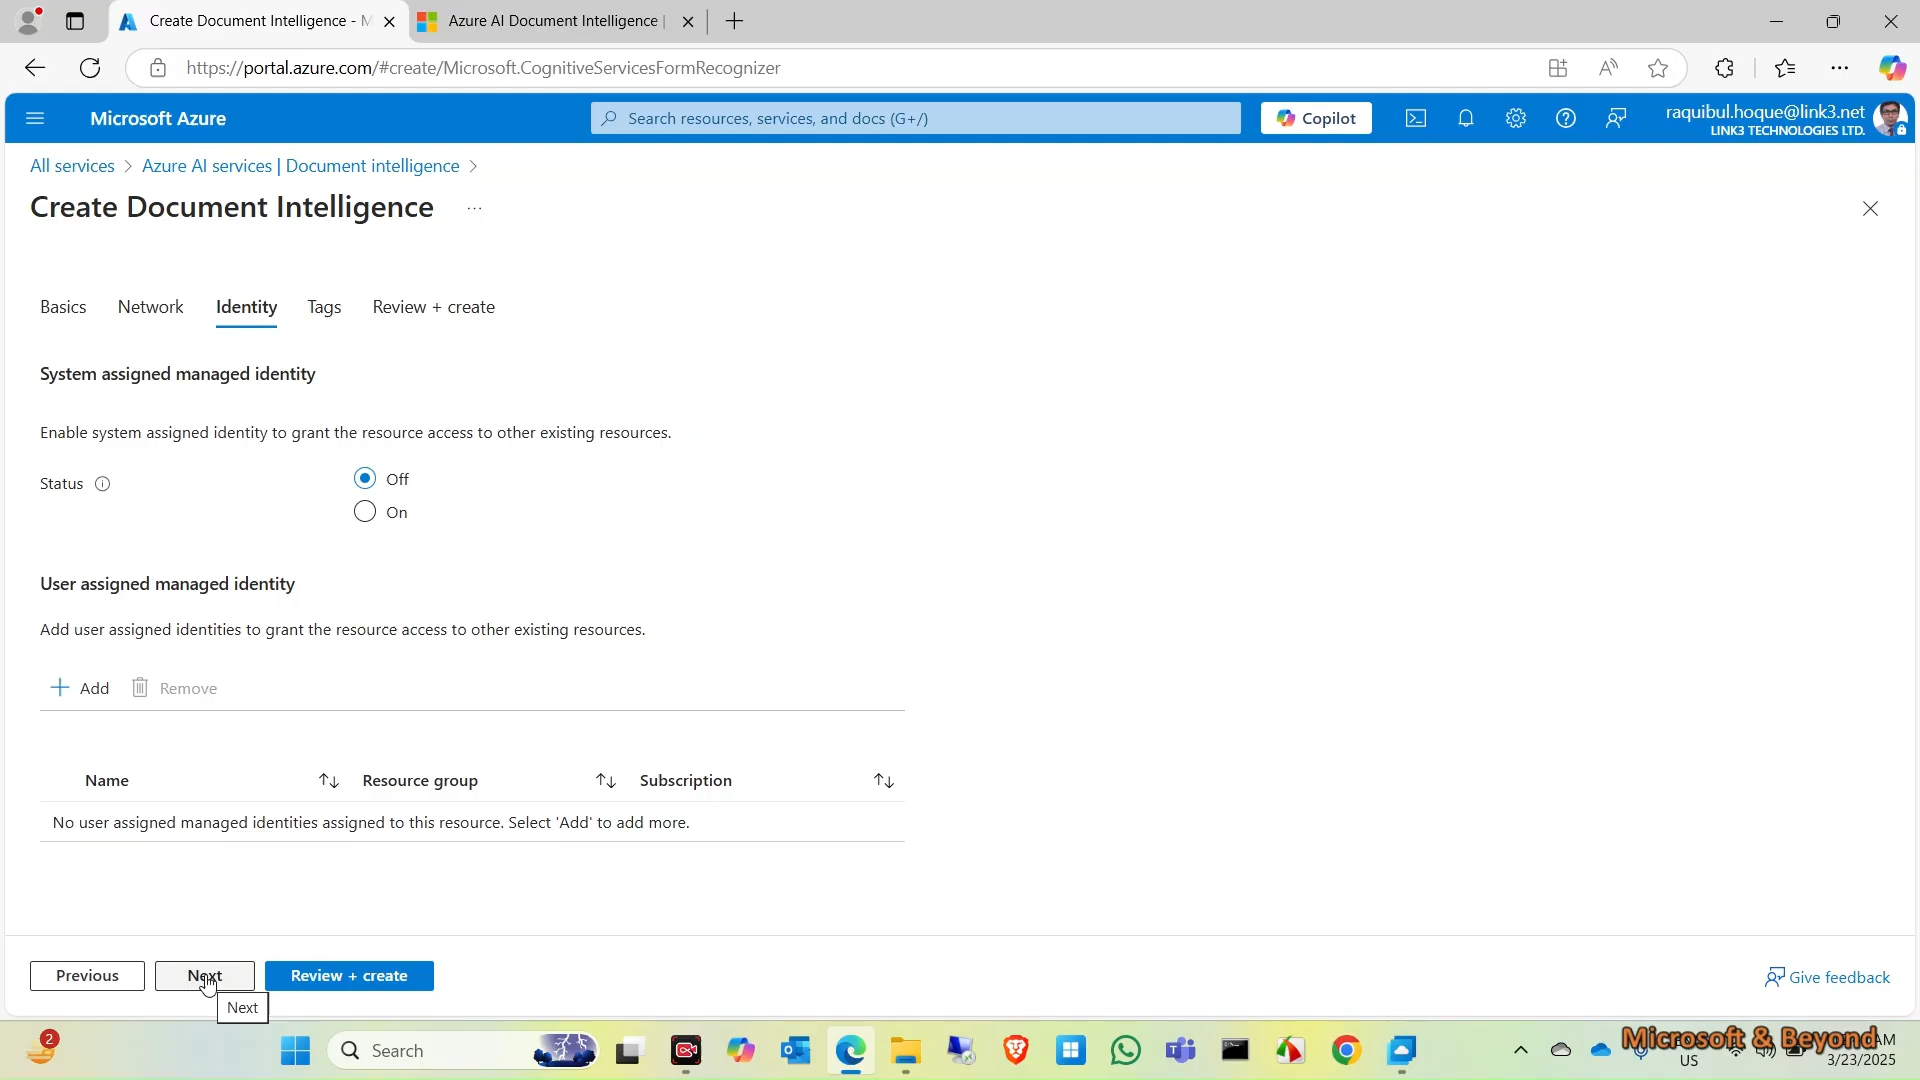 Create Document Intelligence - M
Azure AI Document Intelligence |
https://portal.azure.com/#create/Microsoft.CognitiveServicesFormRecognizer
Microsoft Azure
Search resources, services, and docs (G+/)
Copilot
raquibul.hoque@link3.net
LINK3 TECHNOLOGIES LTD.
All services > Azure AI services | Document intelligence >
Create Document Intelligence ...
Basics Network Identity Tags Review + create
System assigned managed identity
Enable system assigned identity to grant the resource access to other existing resources.
Status
Off
On
User assigned managed identity
Add user assigned identities to grant the resource access to other existing resources.
Add Remove
Name Resource group Subscription
No user assigned managed identities assigned to this resource. Select 'Add' to add more.
Previous Next Review + create
Give feedback
Next
2
Search
Microsoft & Beyond
AM
US
3/23/2025